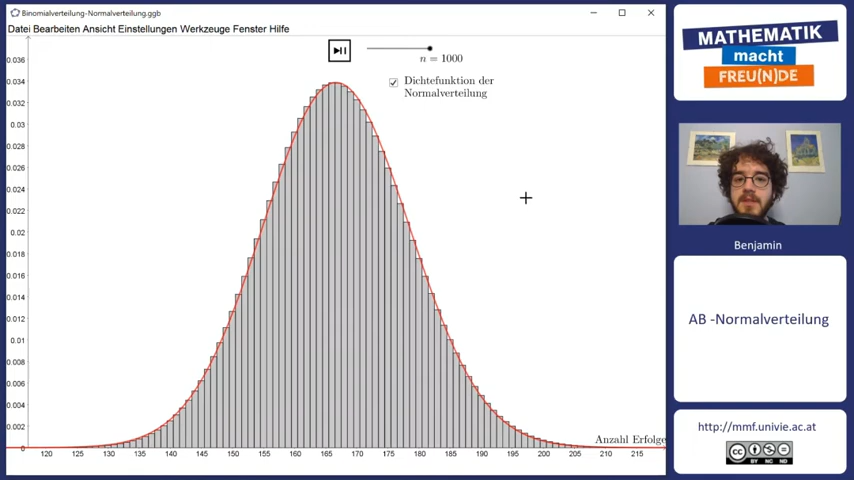 Binomialverteilung-Normalverteilung.ggb
Datei Bearbeiten Ansicht Einstellungen Werkzeuge Fenster Hilfe
n = 1000
Dichtefunktion der
Normalverteilung
0.036
0.034
0.032
0.03
0.028
0.026
0.024
0.022
0.02
0.018
0.016
0.014
0.012
0.01
0.008
0.006
0.004
0.002
0
Anzahl Erfolge
120 125 130 135 140 145 150 155 160 165 170 175 180 185 190 195 200 205 210 215
MATHEMATIK
macht
FREU(N)DE
Benjamin
AB -Normalverteilung
http://mmf.univie.ac.at
cc
BY NC ND